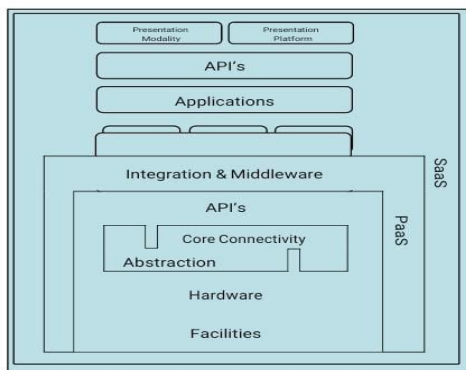 Presentation
Modality
Presentation
Platform
API's
Applications
Integration & Middleware
API's
Core Connectivity
Abstraction
Hardware
Facilities
PaaS
SaaS